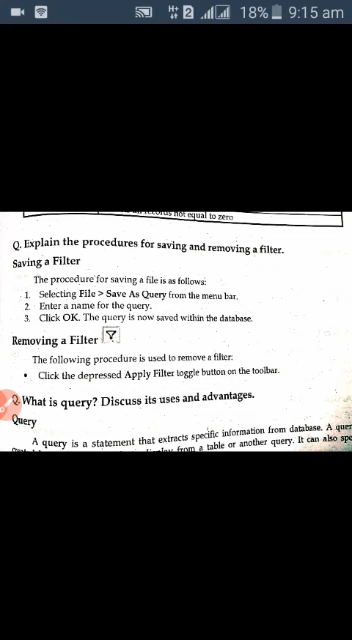 H+ 2 18% 9:15 am
not equal to zero
Q. Explain the procedures for saving and removing a filter.
Saving a Filter
The procedure for saving a file is as follows:
1. Selecting File > Save As Query from the menu bar.
2. Enter a name for the query.
3. Click OK. The query is now saved within the database.
Removing a Filter
The following procedure is used to remove a filter:
• Click the depressed Apply Filter toggle button on the toolbar.
Q. What is query? Discuss its uses and advantages.
Query
A query is a statement that extracts specific information from database. A
from a table or another query. It can also